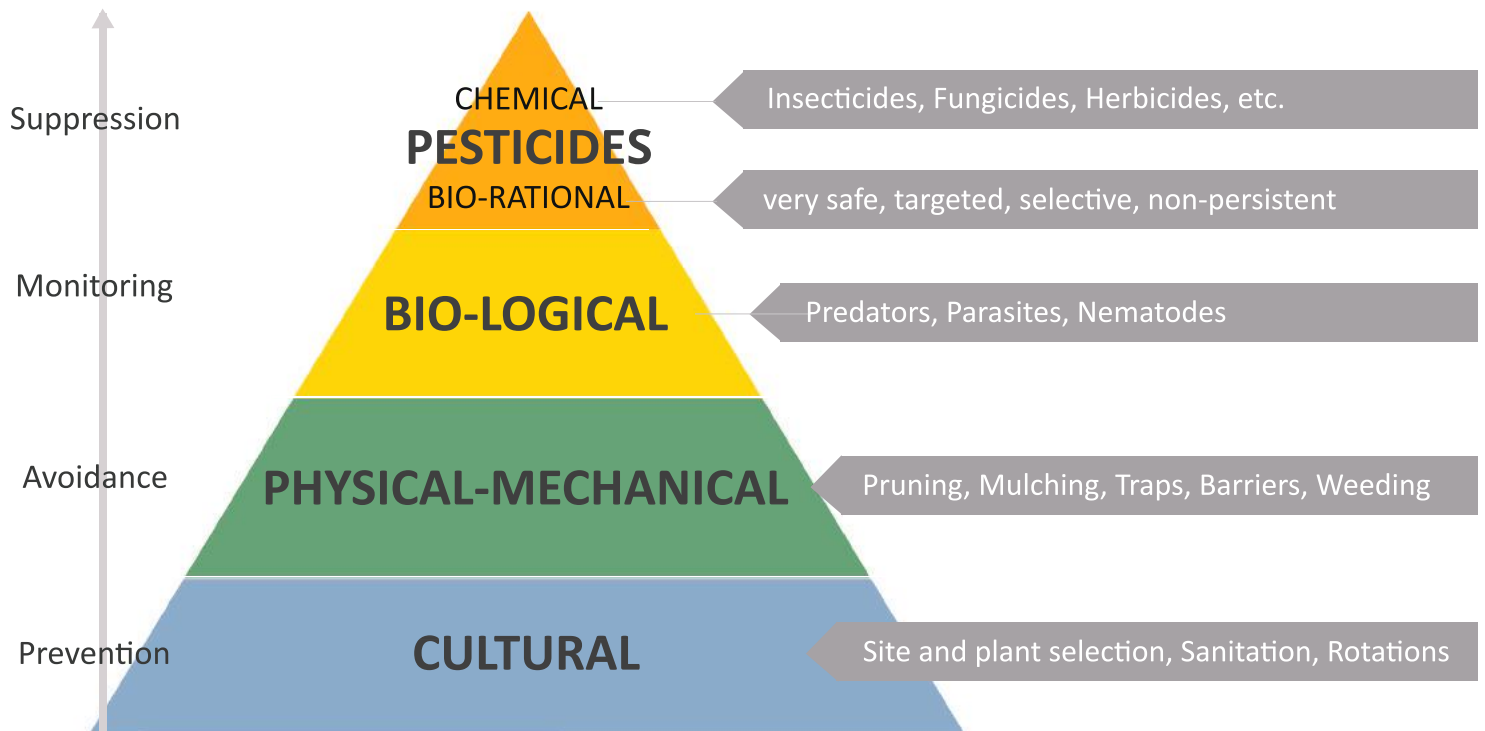 Suppression
CHEMICAL
Insecticides, Fungicides, Herbicides, etc.
PESTICIDES
BIO-RATIONAL
very safe, targeted, selective, non-persistent
Monitoring
BIO-LOGICAL
Predators, Parasites, Nematodes
Avoidance
PHYSICAL-MECHANICAL
Pruning, Mulching, Traps, Barriers, Weeding
Prevention
CULTURAL
Site and plant selection, Sanitation, Rotations